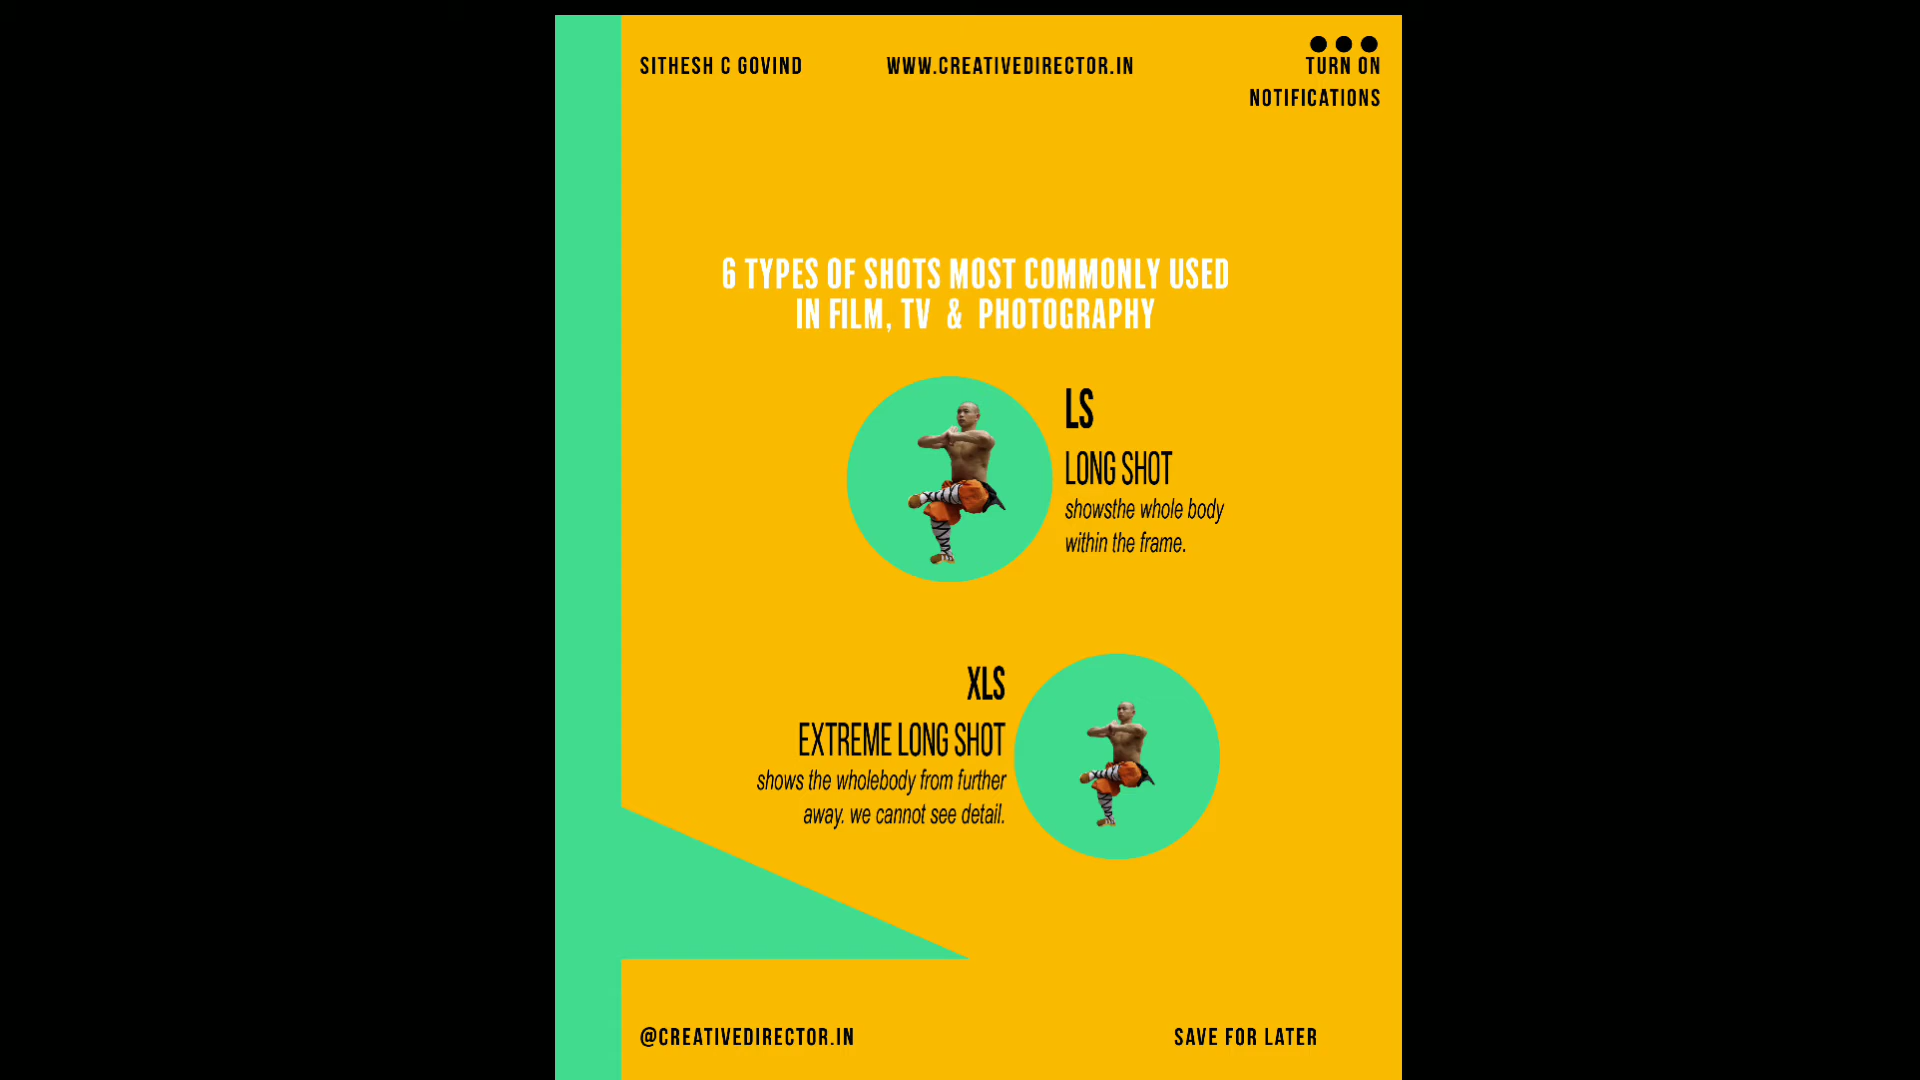 SITHESH C GOVIND
WWW.CREATIVEDIRECTOR.IN
TURN ON
NOTIFICATIONS
6 TYPES OF SHOTS MOST COMMONLY USED
IN FILM, TV & PHOTOGRAPHY
LS
LONG SHOT
showsthe whole body
within the frame.
XLS
EXTREME LONG SHOT
shows the wholebody from further
away. we cannot see detail.
@CREATIVEDIRECTOR.IN
SAVE FOR LATER